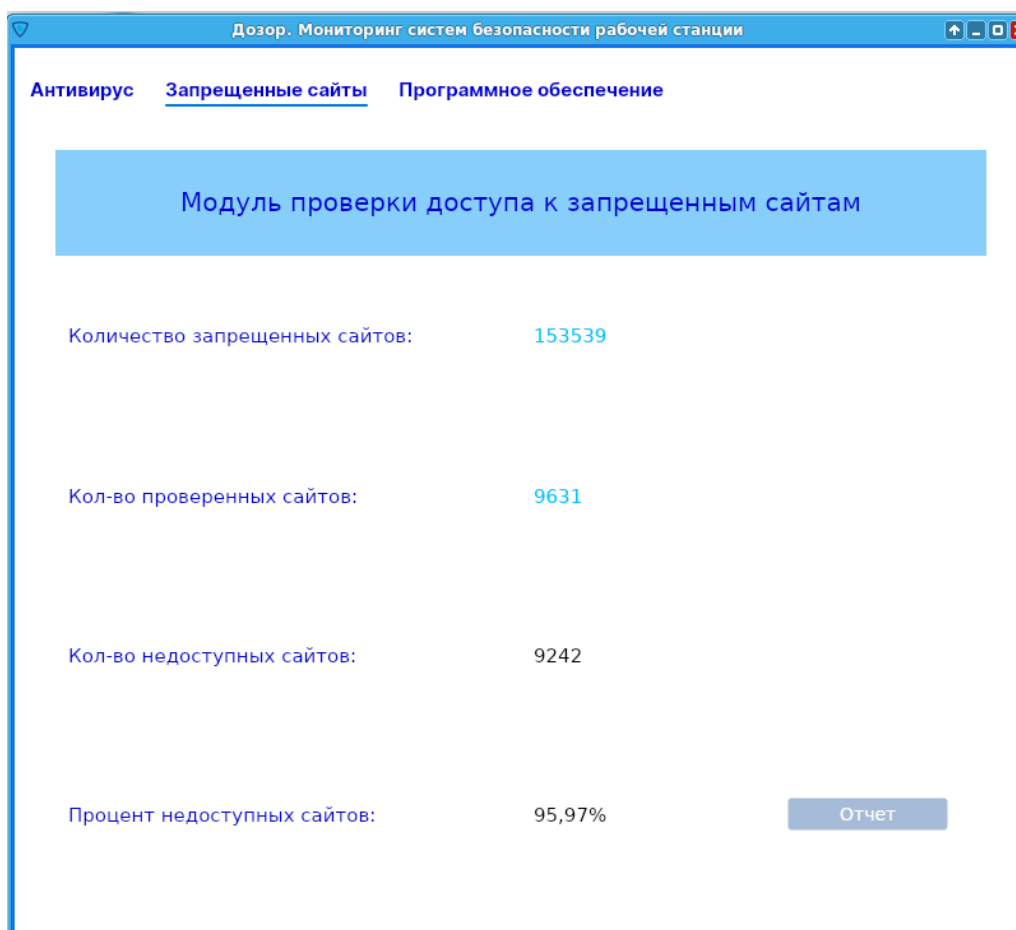 Дозор. Мониторинг систем безопасности рабочей станции
Антивирус Запрещенные сайты Программное обеспечение
Модуль проверки доступа к запрещенным сайтам
Количество запрещенных сайтов: 153539
Кол-во проверенных сайтов: 9631
Кол-во недоступных сайтов: 9242
Процент недоступных сайтов: 95,97% Отчет